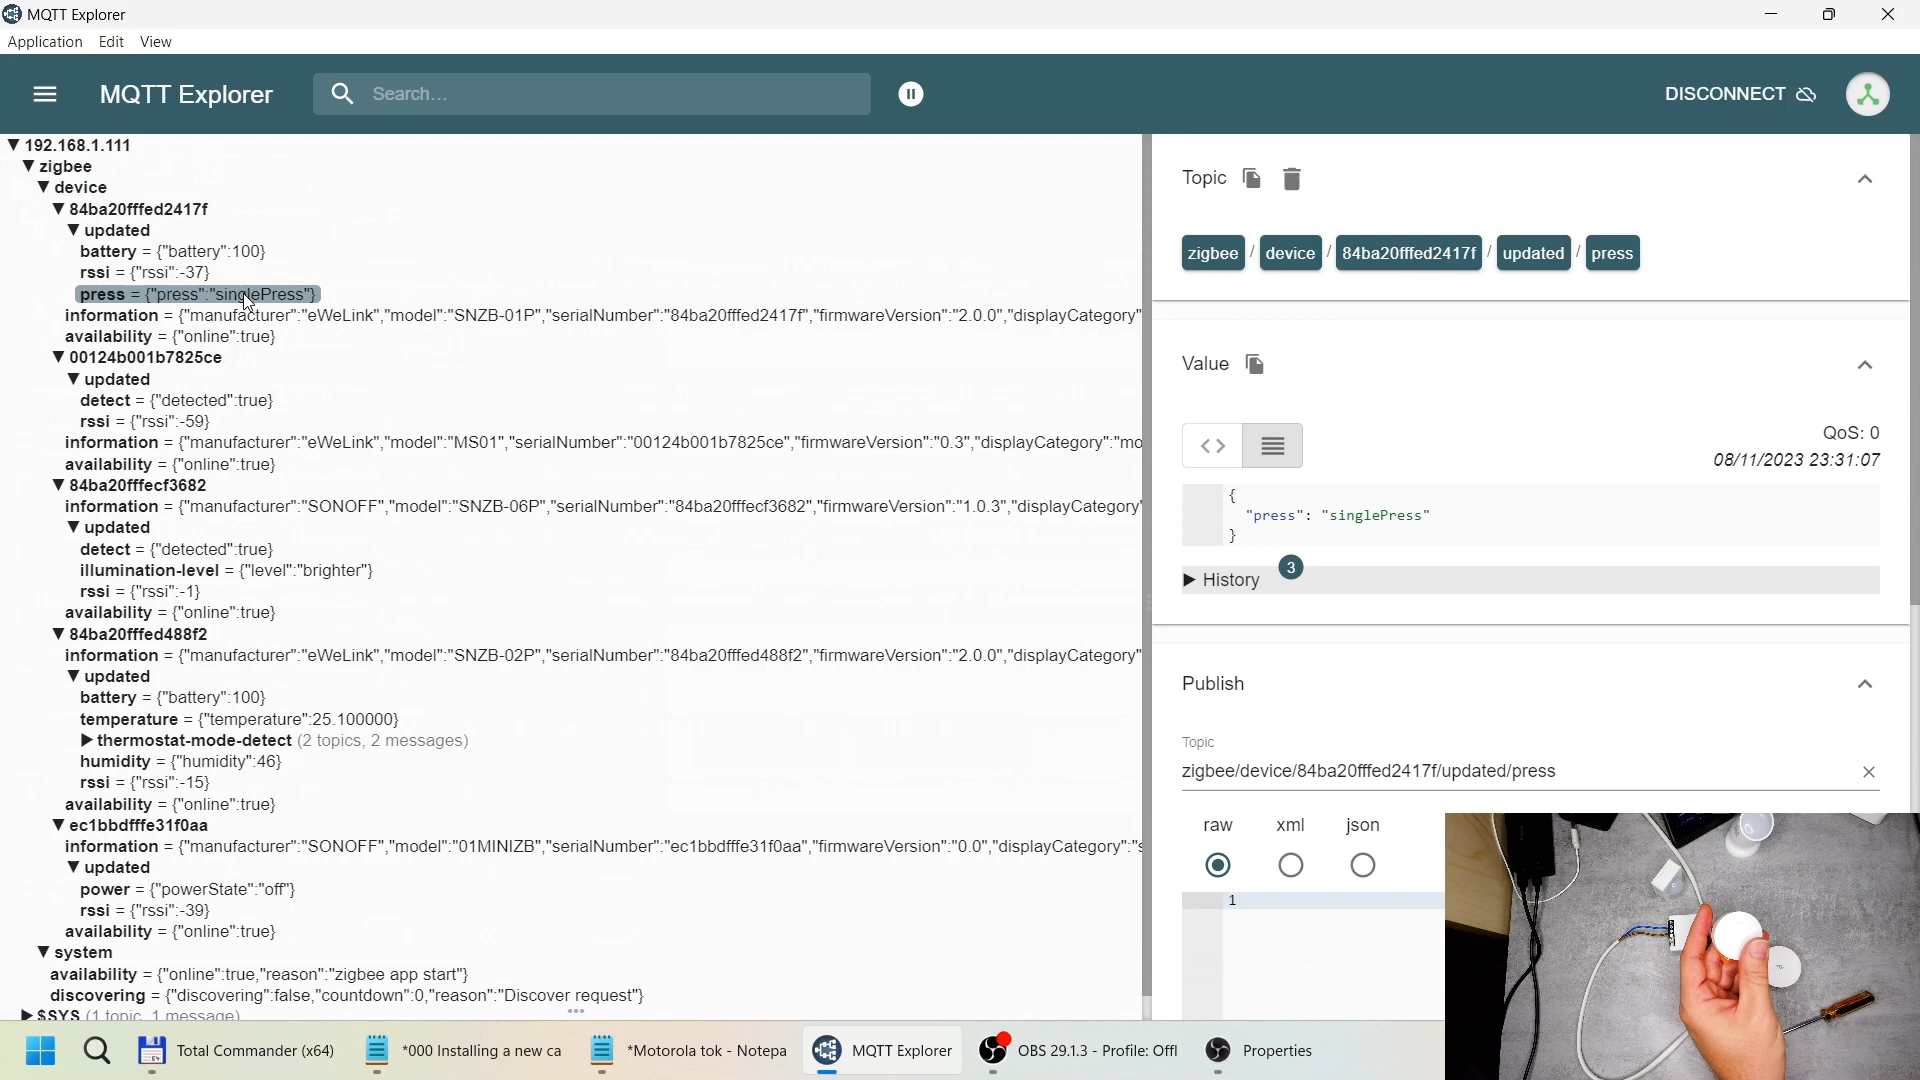 MQTT Explorer
Application Edit View
MQTT Explorer
Search...
DISCONNECT
192.168.1.111
zigbee
device
84ba20fffed2417f
updated
battery = {"battery":100}
rssi = {"rssi":-37}
press = {"press":"singlePress"}
information = {"manufacturer":"eWeLink","model":"SNZB-01P","serialNumber":"84ba20fffed2417f","firmwareVersion":"2.0.0","displayCategory"
availability = {"online":true}
00124b001b7825ce
updated
detect = {"detected":true}
rssi = {"rssi":-59}
information = {"manufacturer":"eWeLink","model":"MS01","serialNumber":"00124b001b7825ce","firmwareVersion":"0.3","displayCategory":"mo
availability = {"online":true}
84ba20fffecf3682
information = {"manufacturer":"SONOFF","model":"SNZB-06P","serialNumber":"84ba20fffecf3682","firmwareVersion":"1.0.3","displayCategory"
updated
detect = {"detected":true}
illumination-level = {"level":"brighter"}
rssi = {"rssi":-1}
availability = {"online":true}
84ba20fffed488f2
information = {"manufacturer":"eWeLink","model":"SNZB-02P","serialNumber":"84ba20fffed488f2","firmwareVersion":"2.0.0","displayCategory"
updated
battery = {"battery":100}
temperature = {"temperature":25.100000}
thermostat-mode-detect (2 topics, 2 messages)
humidity = {"humidity":46}
rssi = {"rssi":-15}
availability = {"online":true}
ec1bbdfffe31f0aa
information = {"manufacturer":"SONOFF","model":"01MINIZB","serialNumber":"ec1bbdfffe31f0aa","firmwareVersion":"0.0","displayCategory":"s
updated
power = {"powerState":"off"}
rssi = {"rssi":-39}
availability = {"online":true}
system
availability = {"online":true,"reason":"zigbee app start"}
discovering = {"discovering":false,"countdown":0,"reason":"Discover request"}
$SYS (1 topic, 1 message)
Topic
zigbee / device / 84ba20fffed2417f / updated / press
Value
QoS: 0
08/11/2023 23:31:07
{
"press": "singlePress"
}
History 3
Publish
Topic
zigbee/device/84ba20fffed2417f/updated/press
raw xml json
1
Total Commander (x64) *000 Installing a new ca *Motorola tok - Notepa MQTT Explorer OBS 29.1.3 - Profile: Offl Properties